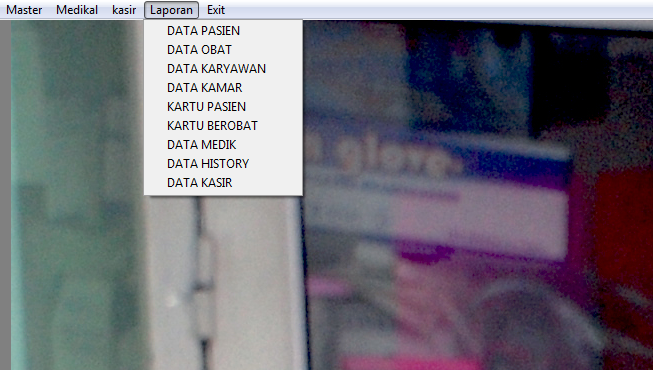 Master Medikal kasir Laporan Exit
DATA PASIEN
DATA OBAT
DATA KARYAWAN
DATA KAMAR
KARTU PASIEN
KARTU BEROBAT
DATA MEDIK
DATA HISTORY
DATA KASIR
glove